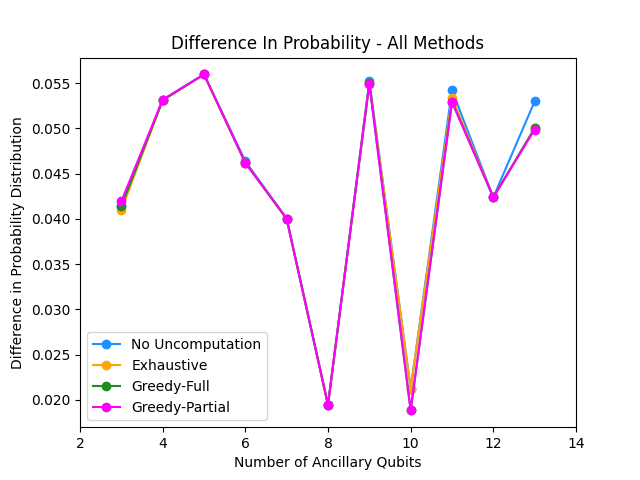 Difference In Probability - All Methods
Difference in Probability Distribution
0.055
0.050
0.045
0.040
0.035
0.030
0.025
0.020
No Uncomputation
Exhaustive
Greedy-Full
Greedy-Partial
2 4 6 8 10 12 14
Number of Ancillary Qubits